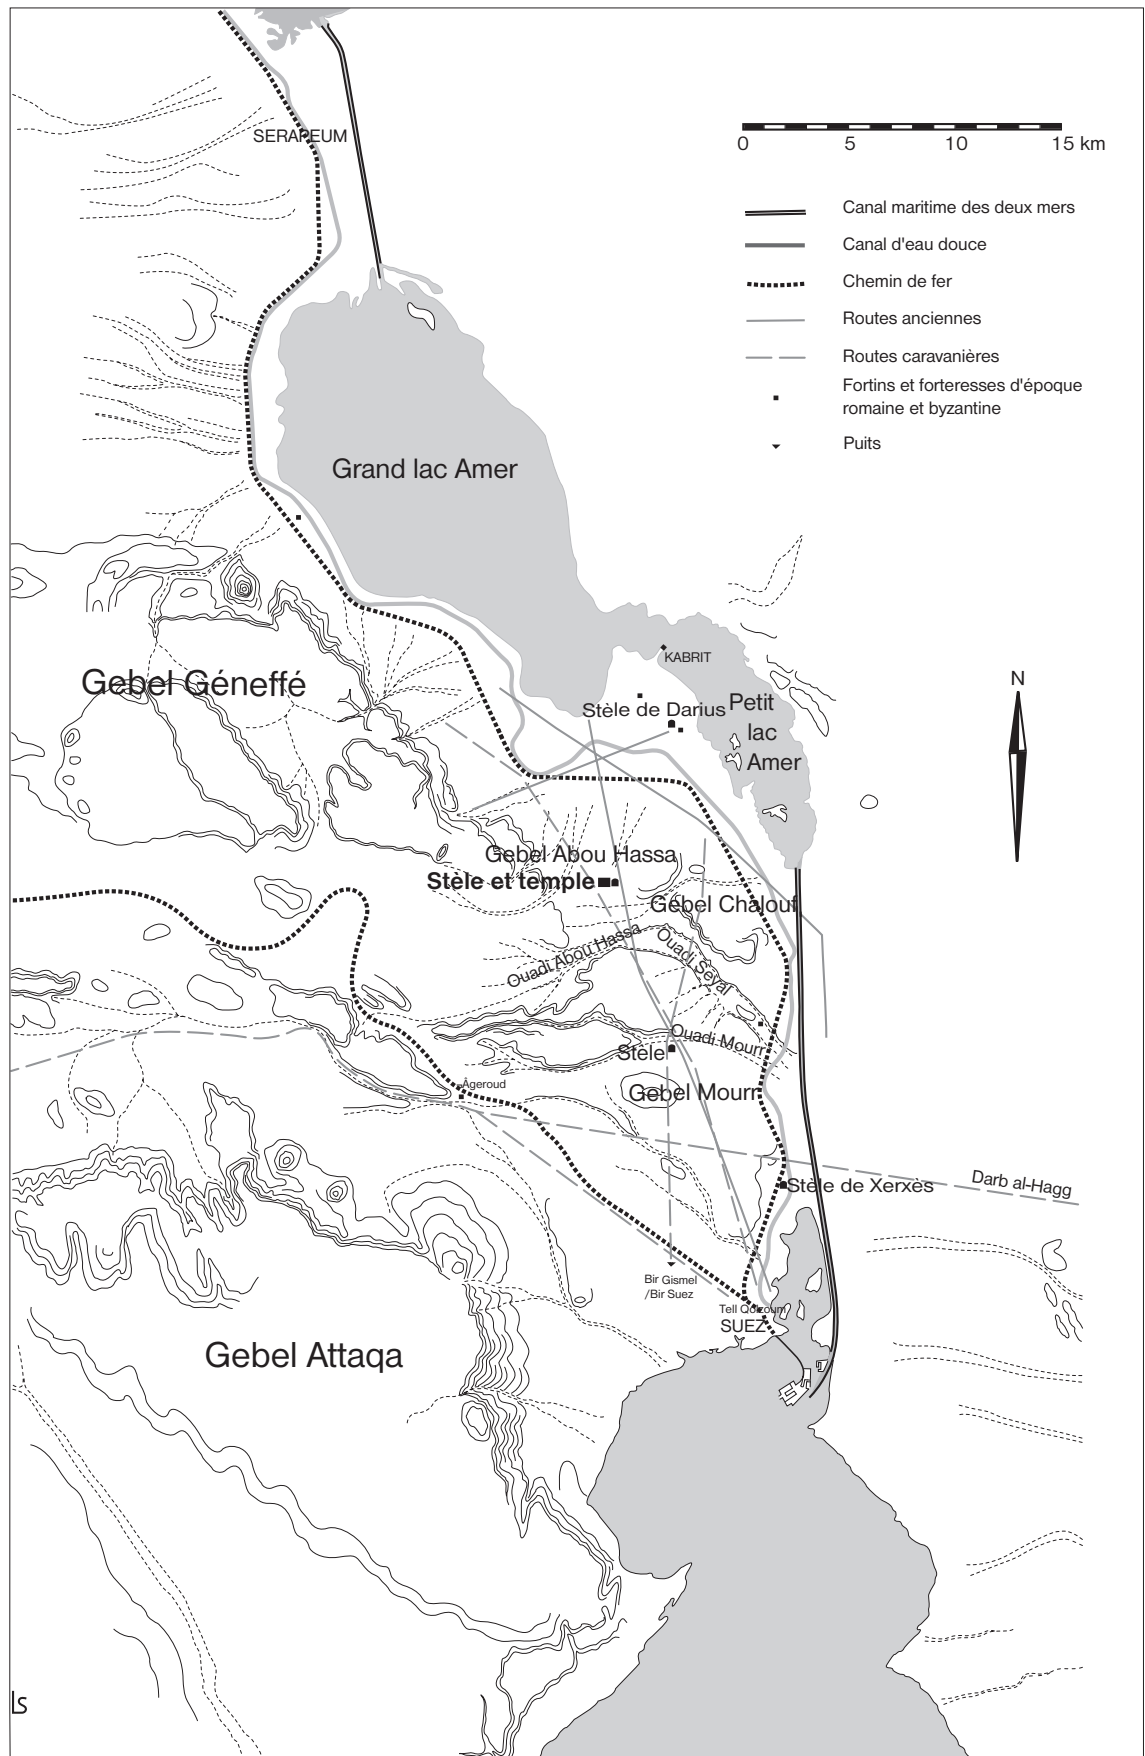 SERAPEUM
0 5 10 15 km
Canal maritime des deux mers
Canal d'eau douce
Chemin de fer
Routes anciennes
Routes caravanières
Fortins et forteresses d'époque
romaine et byzantine
Puits
Grand lac Amer
N
KABRIT
Gebel Géneffé
Stèle de Darius
Petit
lac
Amer
Gebel Abou Hassa
Stèle et temple
Gebel Chalouf
Ouadi Abou Hassa
Ouadi Seyal
Ouadi Mourr
Stèle
Âgeroud
Gebel Mourr
Darb al-Hagg
Stèle de Xerxès
Bir Gismel
/Bir Suez
Tell Qolzoum
SUEZ
Gebel Attaqa
Ls